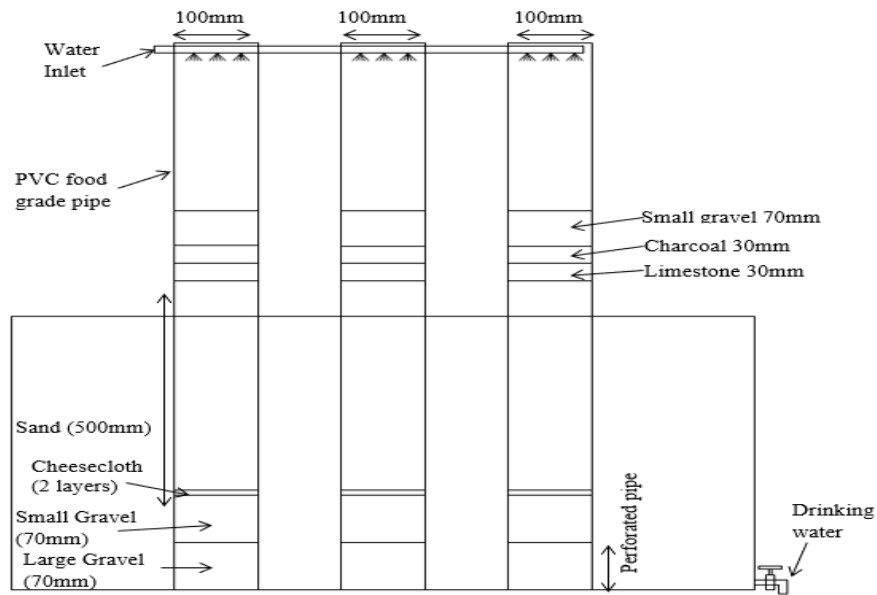 100mm
100mm
100mm
Water
Inlet
PVC food
grade pipe
Small gravel 70mm
Charcoal 30mm
Limestone 30mm
Sand (500mm)
Cheesecloth
(2 layers)
Small Gravel
(70mm)
Large Gravel
(70mm)
Perforated pipe
Drinking
water